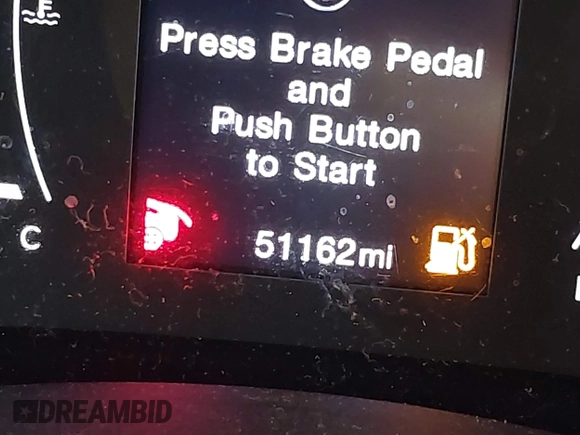 Press Brake Pedal
and
Push Button
to Start
51162mi
C
DREAMBID